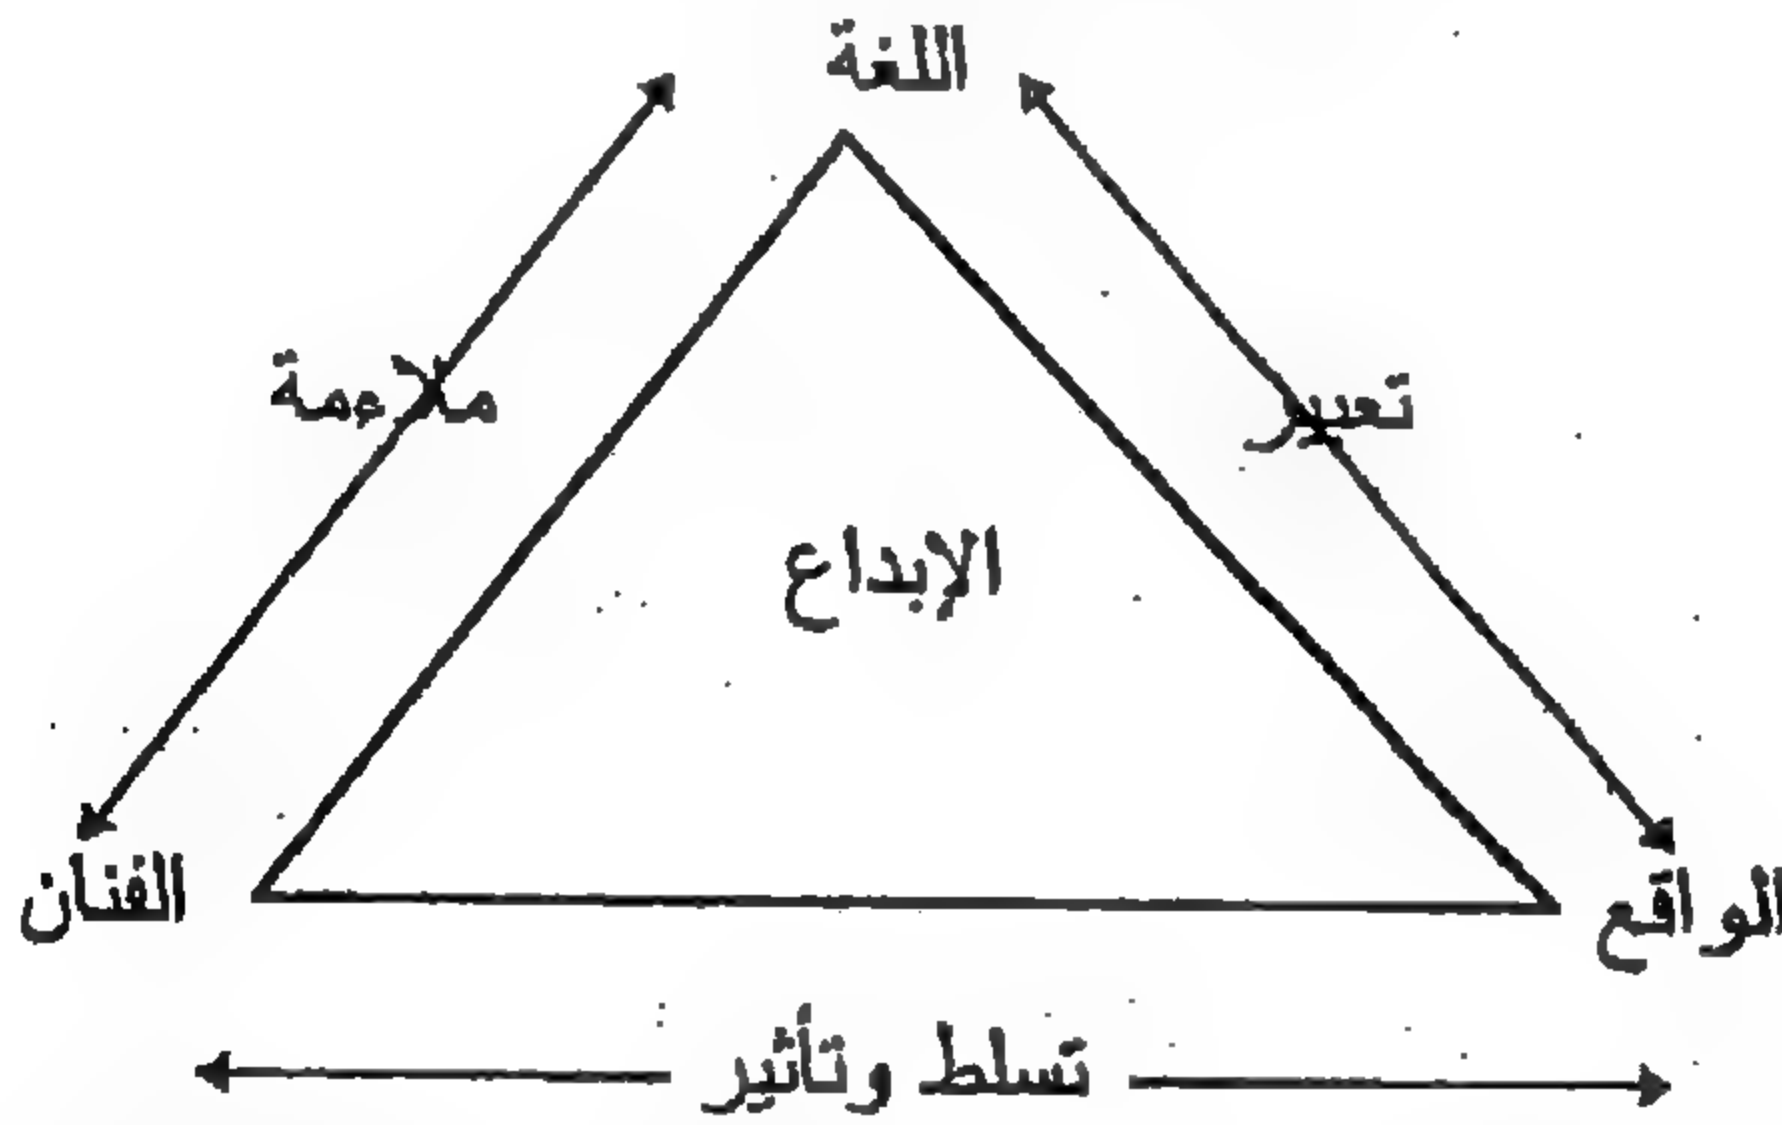 اللغة
تعبير
ملاءمة
الإبداع
الواقع
الفنان
تسلط وتأثير